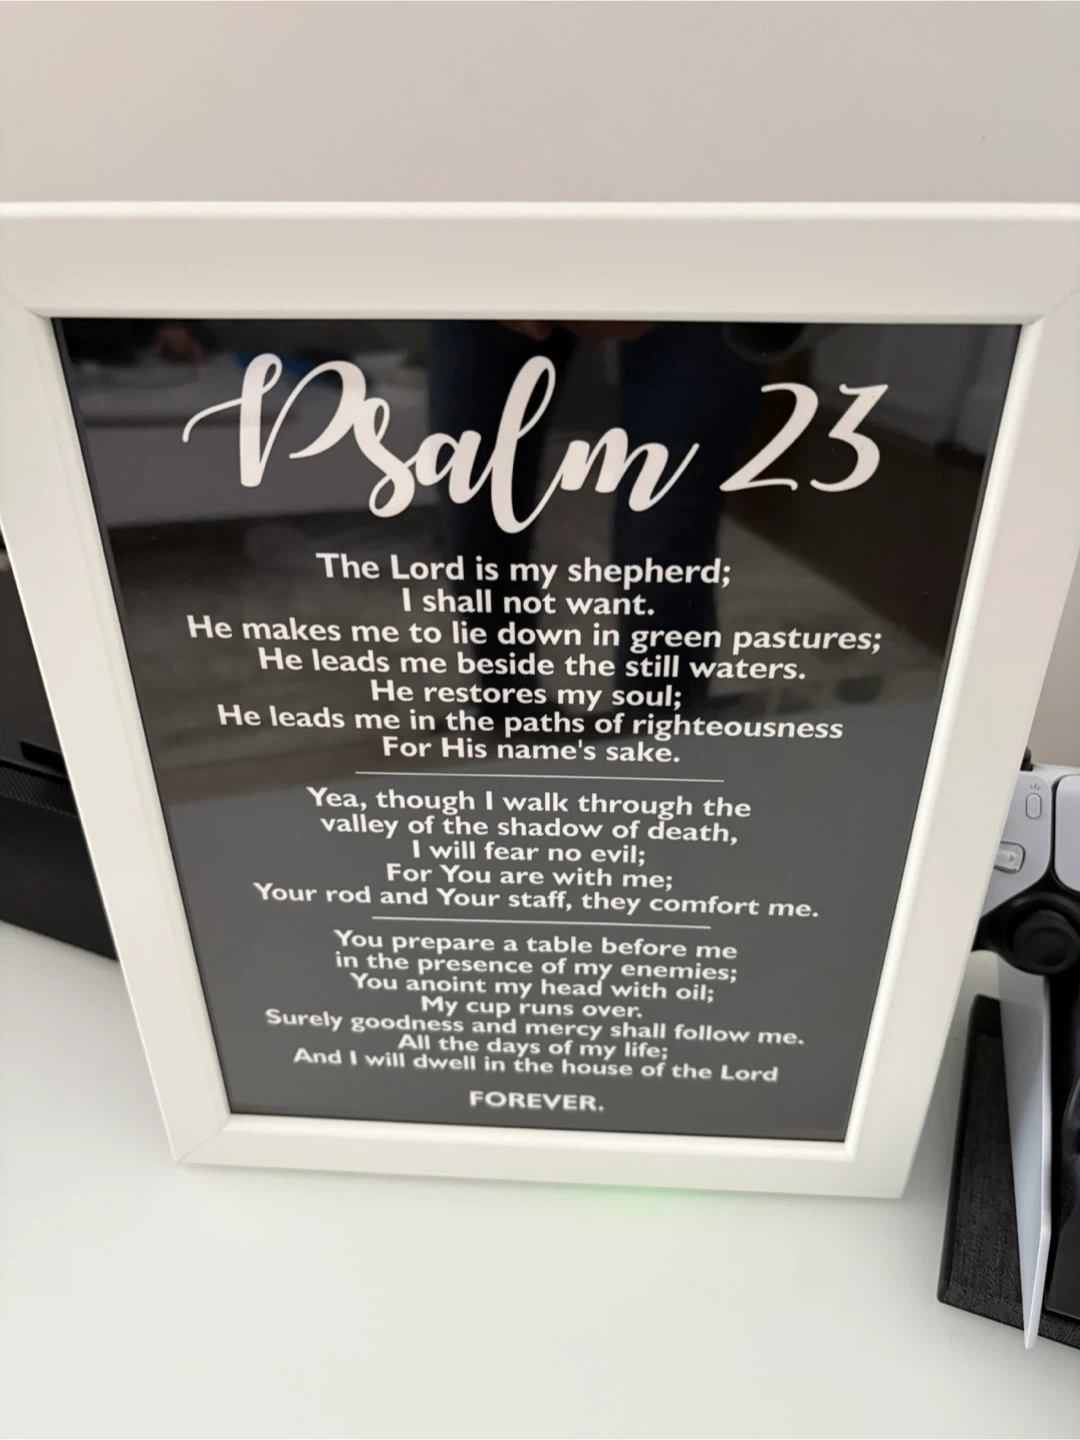 Psalm 23
The Lord is my shepherd;
I shall not want.
He makes me to lie down in green pastures;
He leads me beside the still waters.
He restores my soul;
He leads me in the paths of righteousness
For His name's sake.
Yea, though I walk through the
valley of the shadow of death,
I will fear no evil;
For You are with me;
Your rod and Your staff, they comfort me.
You prepare a table before me
in the presence of my enemies;
You anoint my head with oil;
My cup runs over.
Surely goodness and mercy shall follow me.
All the days of my life;
And I will dwell in the house of the Lord
FOREVER.